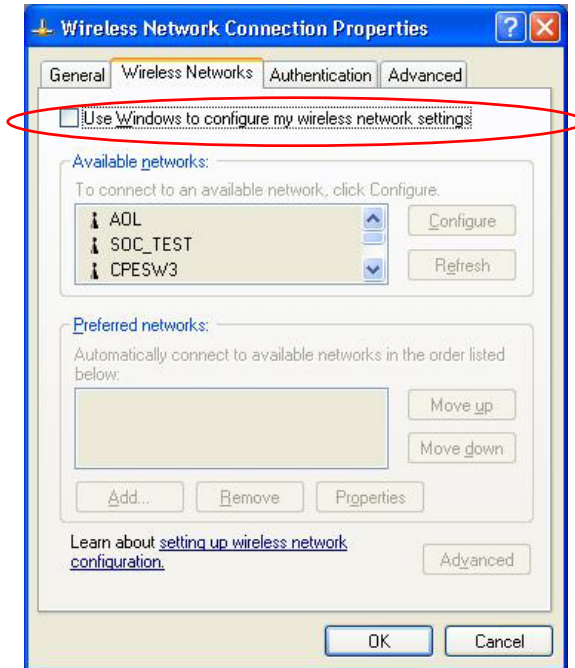 Wireless Network Connection Properties
General Wireless Networks Authentication Advanced
Use Windows to configure my wireless network settings
Available networks:
To connect to an available network, click Configure.
AOL
SOC_TEST
CPESW3
Configure
Refresh
Preferred networks:
Automatically connect to available networks in the order listed
below:
Move up
Move down
Add... Remove Properties
Learn about setting up wireless network
configuration.
Advanced
OK Cancel